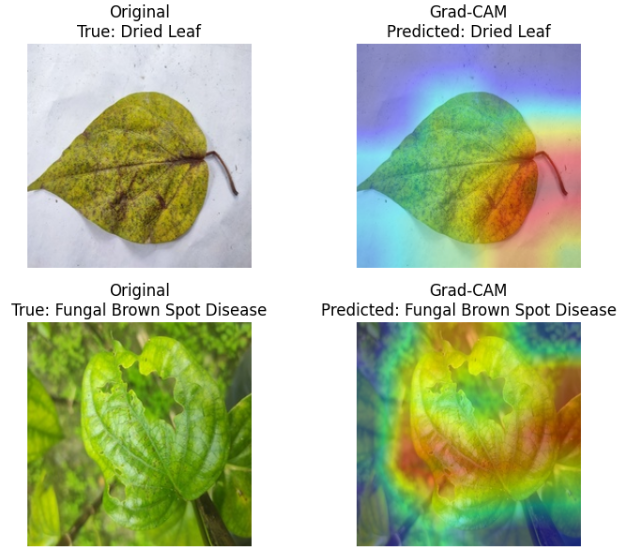 Original
True: Dried Leaf
Grad-CAM
Predicted: Dried Leaf
Original
True: Fungal Brown Spot Disease
Grad-CAM
Predicted: Fungal Brown Spot Disease